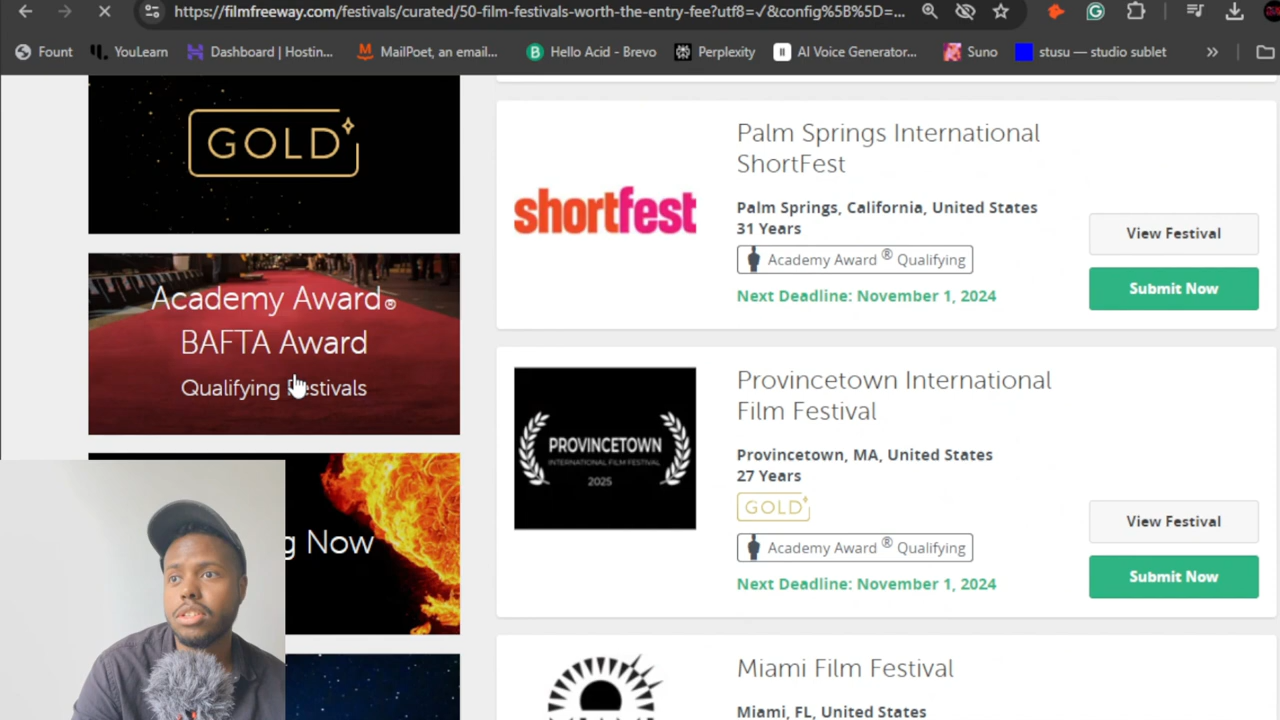 https://filmfreeway.com/festivals/curated/50-film-festivals-worth-the-entry-fee?utf8=✓&config%5B%5D=...
Fount
YouLearn
Dashboard | Hostin...
MailPoet, an email...
Hello Acid - Brevo
Perplexity
AI Voice Generator...
Suno
stusu — studio sublet
»
GOLD
Academy Award®
BAFTA Award
Qualifying Festivals
g Now
shortfest
Palm Springs International
ShortFest
Palm Springs, California, United States
31 Years
Academy Award ® Qualifying
Next Deadline: November 1, 2024
View Festival
Submit Now
PROVINCETOWN
INTERNATIONAL FILM FESTIVAL
2025
Provincetown International
Film Festival
Provincetown, MA, United States
27 Years
GOLD
Academy Award ® Qualifying
Next Deadline: November 1, 2024
View Festival
Submit Now
Miami Film Festival
Miami, FL, United States